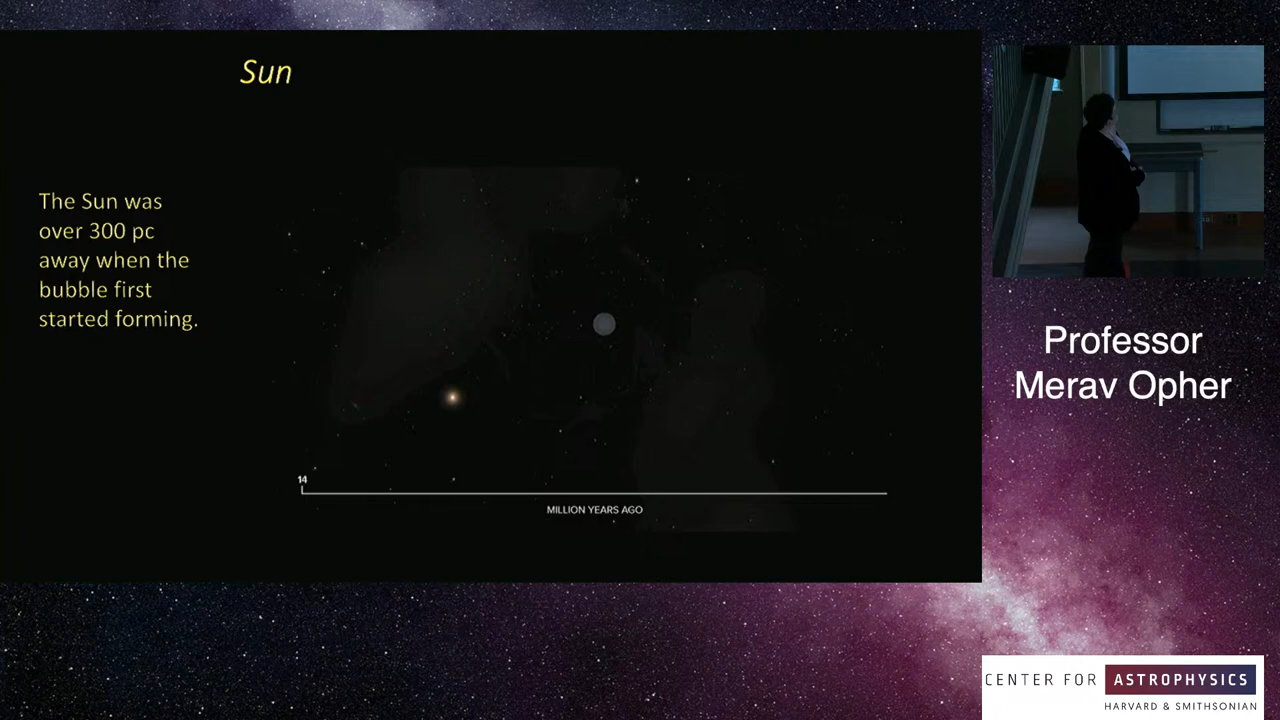 Sun
The Sun was
over 300 pc
away when the
bubble first
started forming.
14
MILLION YEARS AGO
Professor
Merav Opher
CENTER FOR ASTROPHYSICS
HARVARD & SMITHSONIAN